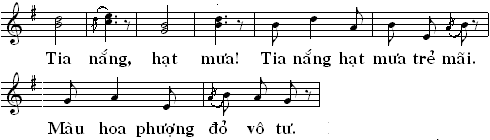 Tia nắng, hạt mưa! Tia nắng hạt mưa trẻ mãi.
Màu hoa phượng đỏ vô tư.